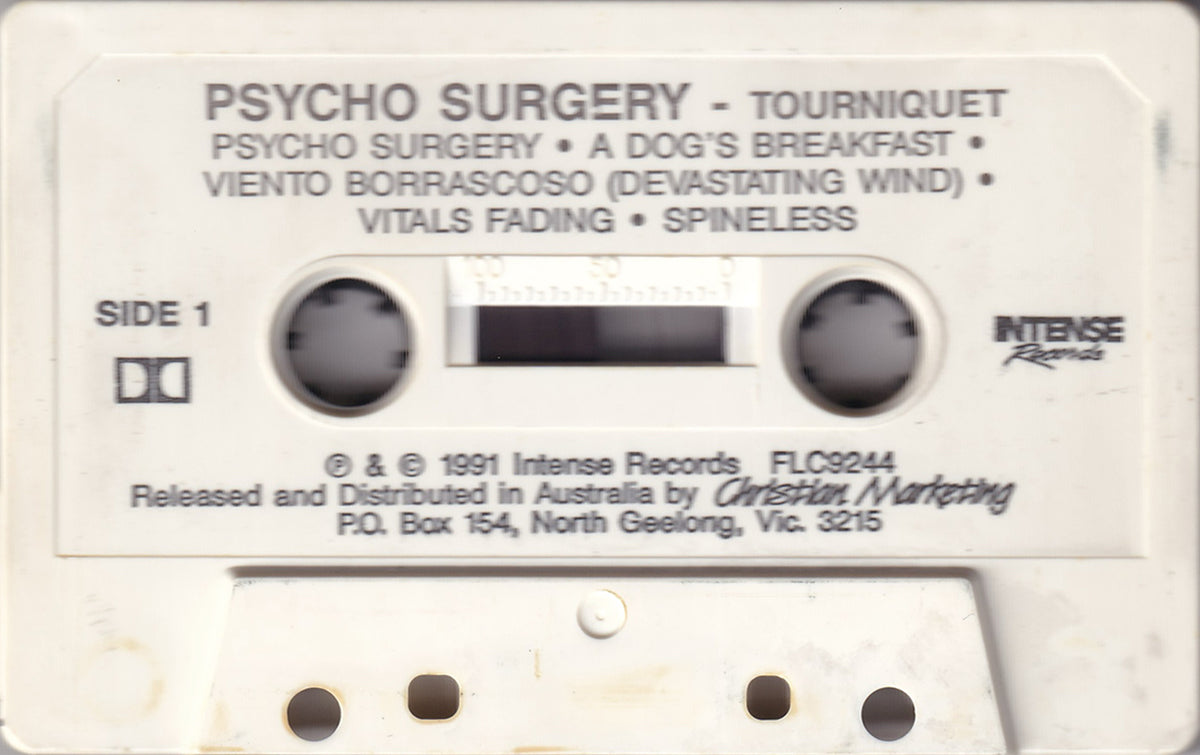 PSYCHO SURGERY - TOURNIQUET
PSYCHO SURGERY • A DOG'S BREAKFAST •
VIENTO BORRASCOSO (DEVASTATING WIND) •
VITALS FADING • SPINELESS
100 50 0
SIDE 1
INTENSE
Records
℗ & © 1991 Intense Records FLC9244
Released and Distributed in Australia by Christian Marketing
P.O. Box 154, North Geelong, Vic. 3215